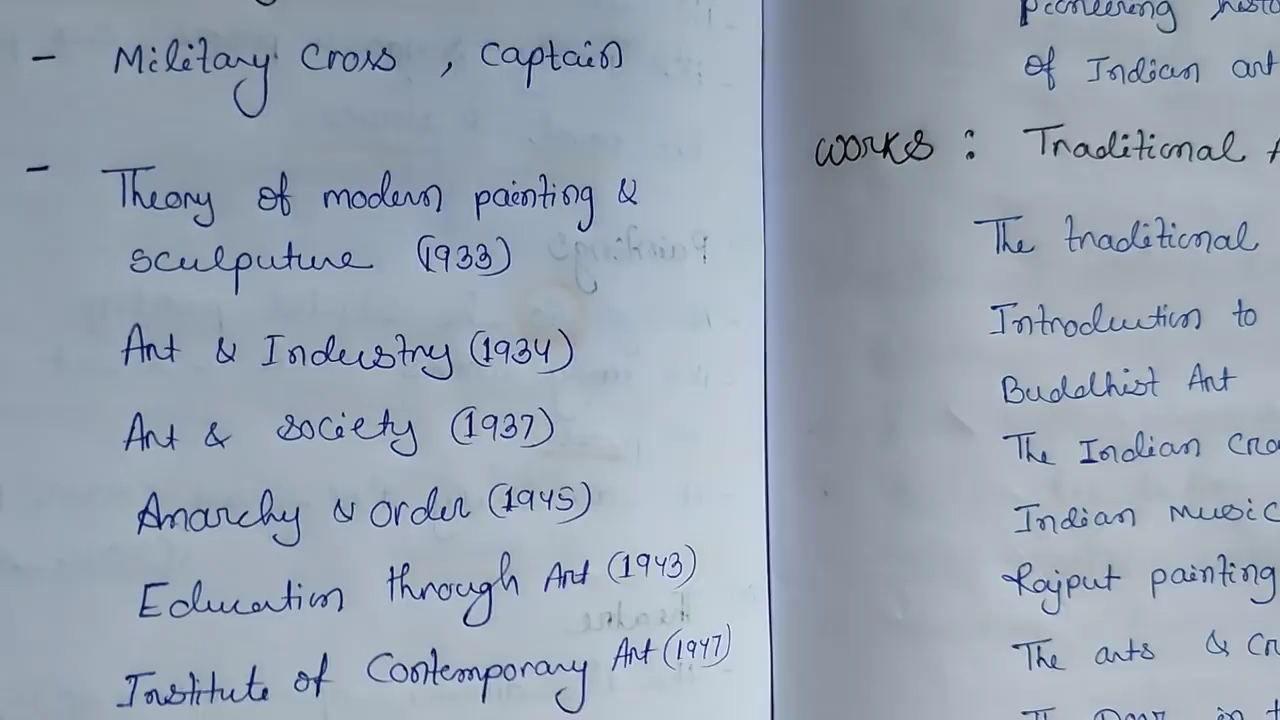 - Military Cross, Captain
- Theory of modern painting &
sculputure (1933)
Art & Industry (1934)
Art & society (1937)
Anarchy & order (1945)
Education through Art (1943)
Institute of Contemporary Art (1947)
pioneering
of Indian art
works: Traditional
The traditional
Introduction to
Buddhist Art
The Indian
Indian Music
Rajput painting
The arts &